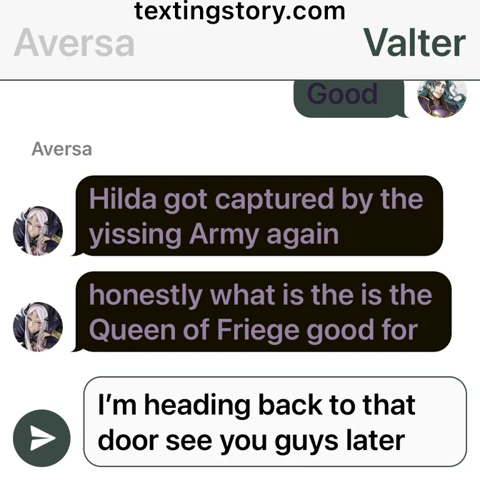 textingstory.com
Aversa
Valter
Good
Aversa
Hilda got captured by the
yissing Army again
honestly what is the is the
Queen of Friege good for
I'm heading back to that
door see you guys later